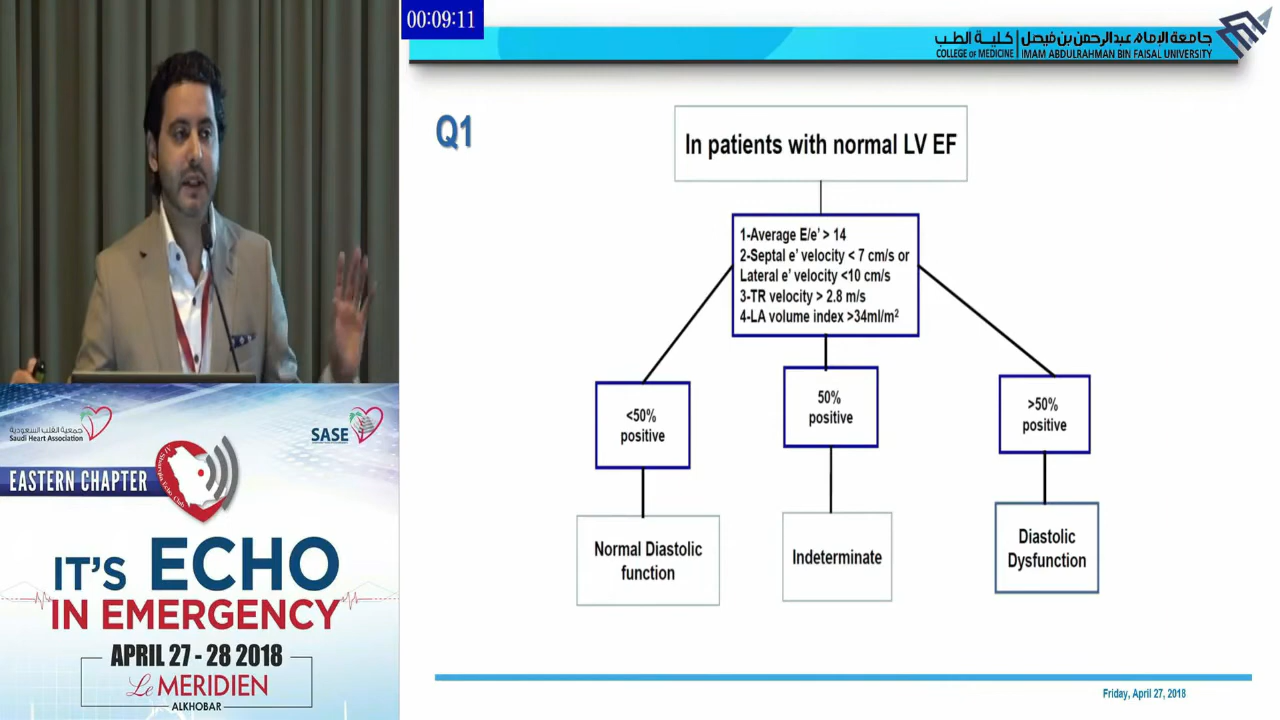 00:09:11
جامعة الإمام عبدالرحمن بن فيصل | كلية الطب
COLLEGE OF MEDICINE | IMAM ABDULRAHMAN BIN FAISAL UNIVERSITY
Q1
In patients with normal LV EF
1-Average E/e' > 14
2-Septal e' velocity < 7 cm/s or
Lateral e' velocity <10 cm/s
3-TR velocity > 2.8 m/s
4-LA volume index >34ml/m²
<50%
positive
50%
positive
>50%
positive
Normal Diastolic
function
Indeterminate
Diastolic
Dysfunction
Friday, April 27, 2018
جمعية القلب السعودية
Saudi Heart Association
SASE
EASTERN CHAPTER
IT'S ECHO
IN EMERGENCY
APRIL 27 - 28 2018
Le MERIDIEN
ALKHOBAR